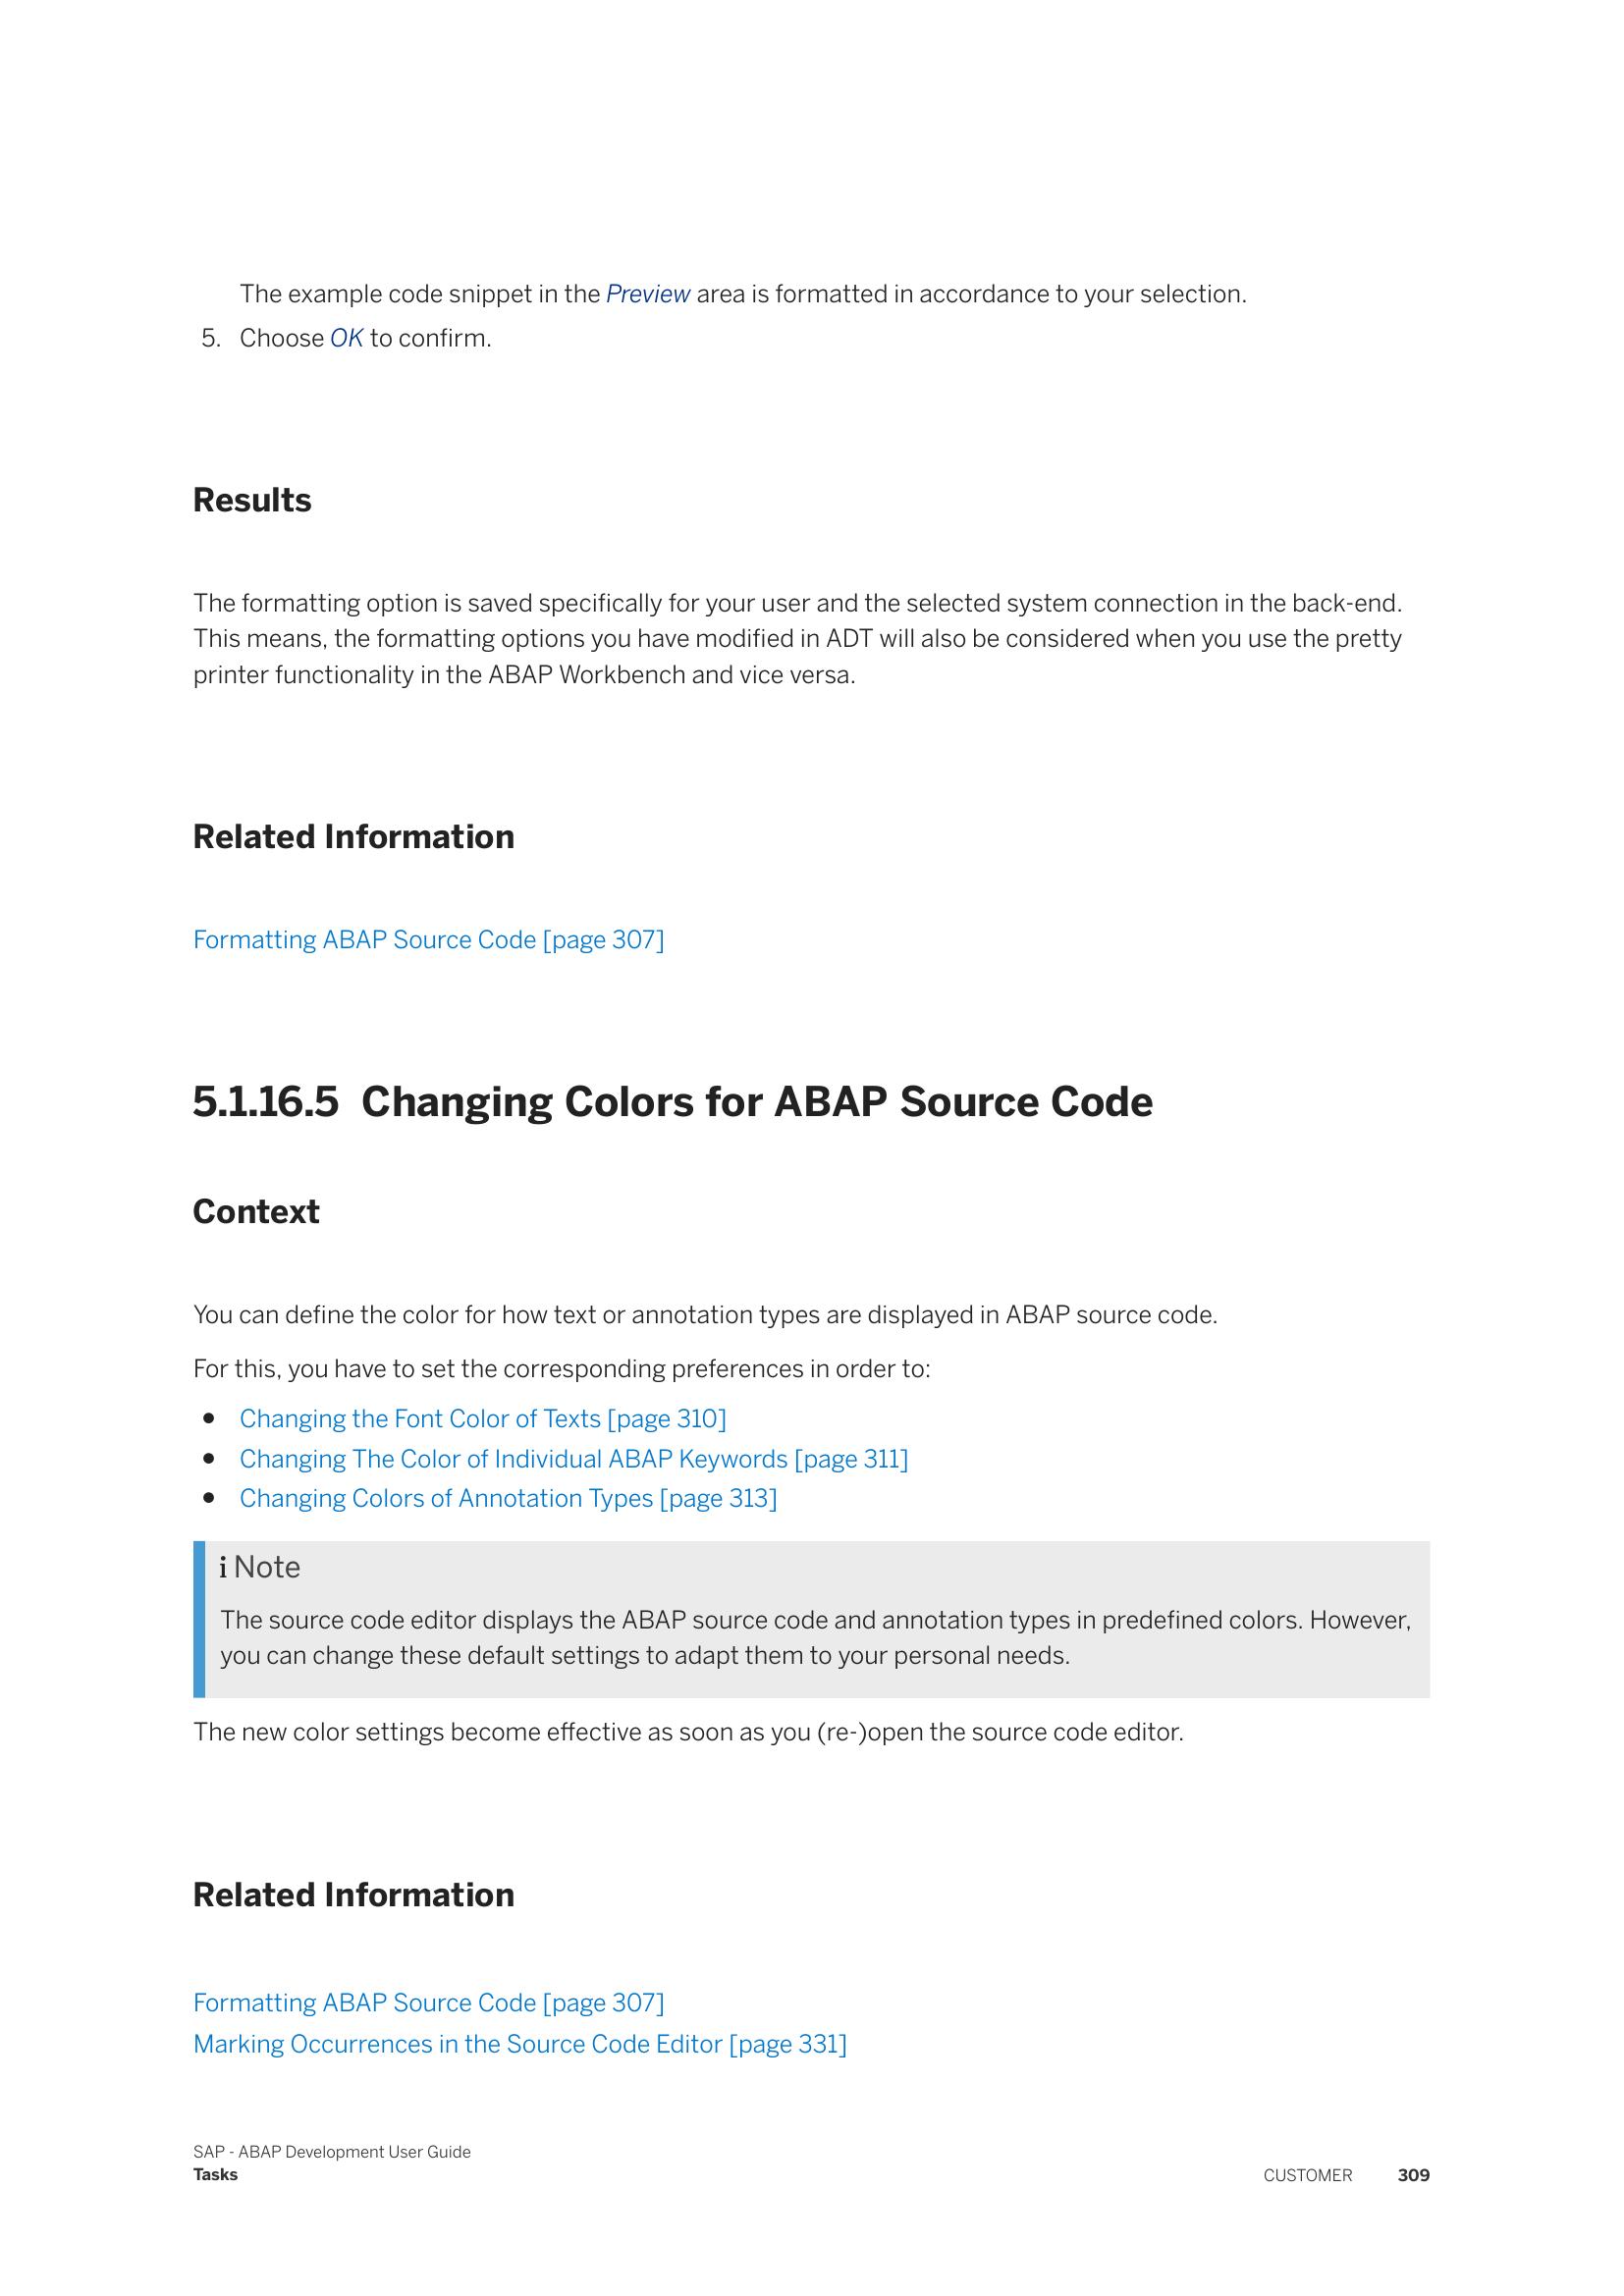 The example code snippet in the Preview area is formatted in accordance to your selection.
5. Choose OK to confirm.
Results
The formatting option is saved specifically for your user and the selected system connection in the back-end.
This means, the formatting options you have modified in ADT will also be considered when you use the pretty
printer functionality in the ABAP Workbench and vice versa.
Related Information
Formatting ABAP Source Code [page 307]
5.1.16.5 Changing Colors for ABAP Source Code
Context
You can define the color for how text or annotation types are displayed in ABAP source code.
For this, you have to set the corresponding preferences in order to:
● Changing the Font Color of Texts [page 310]
● Changing The Color of Individual ABAP Keywords [page 311]
● Changing Colors of Annotation Types [page 313]
i Note
The source code editor displays the ABAP source code and annotation types in predefined colors. However,
you can change these default settings to adapt them to your personal needs.
The new color settings become effective as soon as you (re-)open the source code editor.
Related Information
Formatting ABAP Source Code [page 307]
Marking Occurrences in the Source Code Editor [page 331]
SAP - ABAP Development User Guide
Tasks
CUSTOMER 309